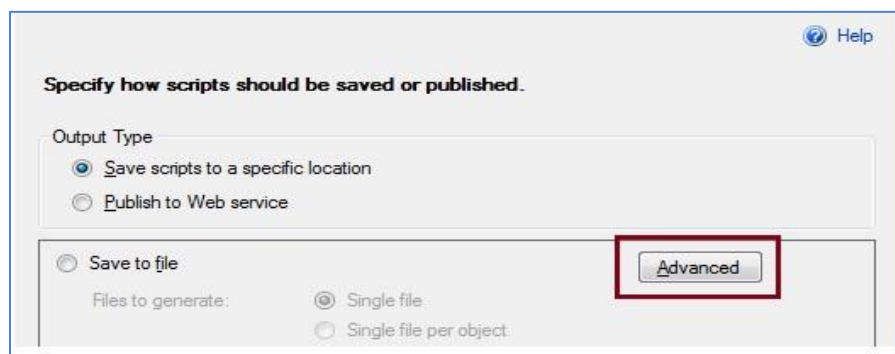 Help
Specify how scripts should be saved or published.
Output Type
Save scripts to a specific location
Publish to Web service
Save to file
Advanced
Files to generate:
Single file
Single file per object